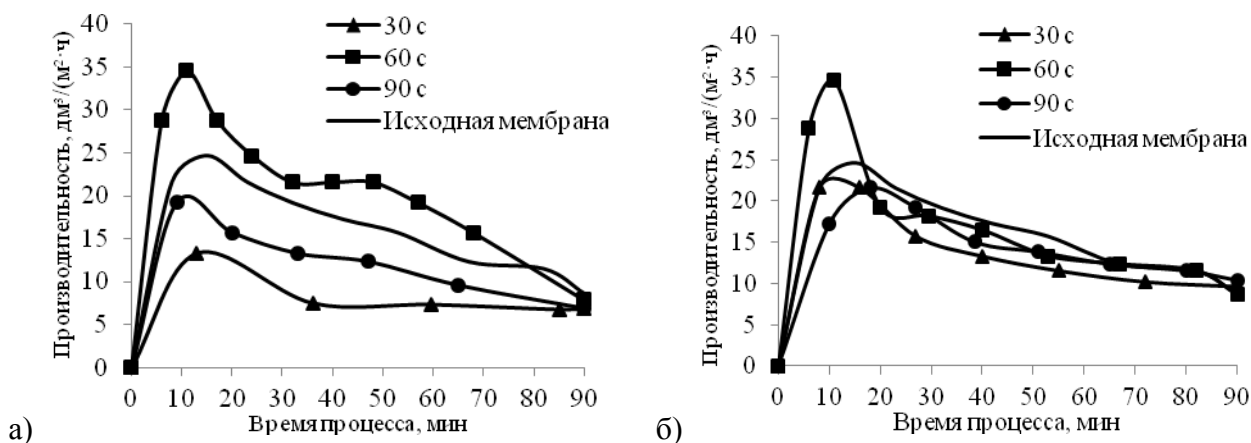 Производительность, дм³/(м²·ч)
40
35
30
25
20
15
10
5
0
30 с
60 с
90 с
Исходная мембрана
0 10 20 30 40 50 60 70 80 90
Время процесса, мин
а)
Производительность, дм³/(м²·ч)
40
35
30
25
20
15
10
5
0
30 с
60 с
90 с
Исходная мембрана
0 10 20 30 40 50 60 70 80 90
Время процесса, мин
б)